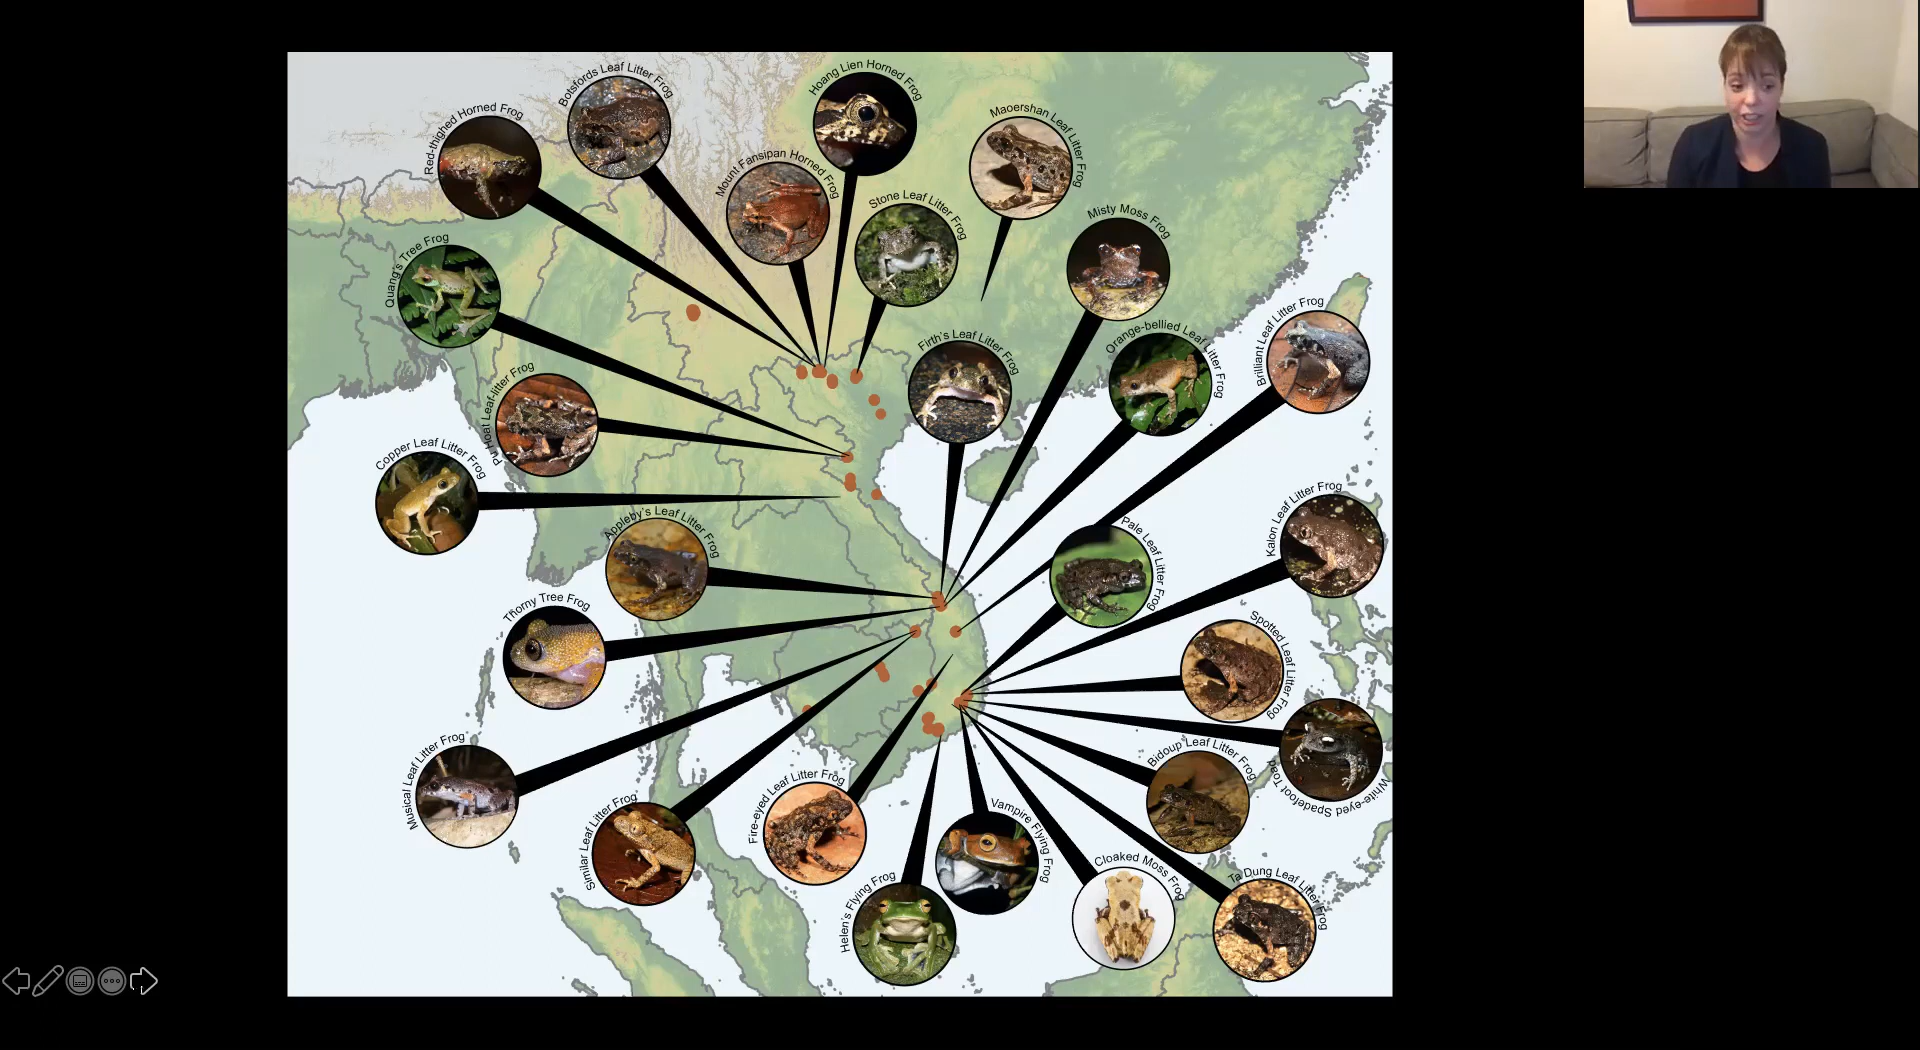 Red-thighed Horned Frog
Botsfords Leaf Litter Frog
Mount Fansipan Horned Frog
Hoang Lien Horned Frog
Stone Leaf Litter Frog
Maoershan Leaf Litter Frog
Misty Moss Frog
Quang's Tree Frog
Firth's Leaf Litter Frog
Orange-bellied Leaf Litter Frog
Brilliant Leaf Litter Frog
Pu Hoat Leaf-litter Frog
Copper Leaf Litter Frog
Appleby's Leaf Litter Frog
Pale Leaf Litter Frog
Kalon Leaf Litter Frog
Thorny Tree Frog
Spotted Leaf Litter Frog
White-eyed Spadefoot Toad
Bidoup Leaf Litter Frog
Musical Leaf Litter Frog
Similar Leaf Litter Frog
Fire-eyed Leaf Litter Frog
Vampire Flying Frog
Helen's Flying Frog
Cloaked Moss Frog
Ta Dung Leaf Litter Frog